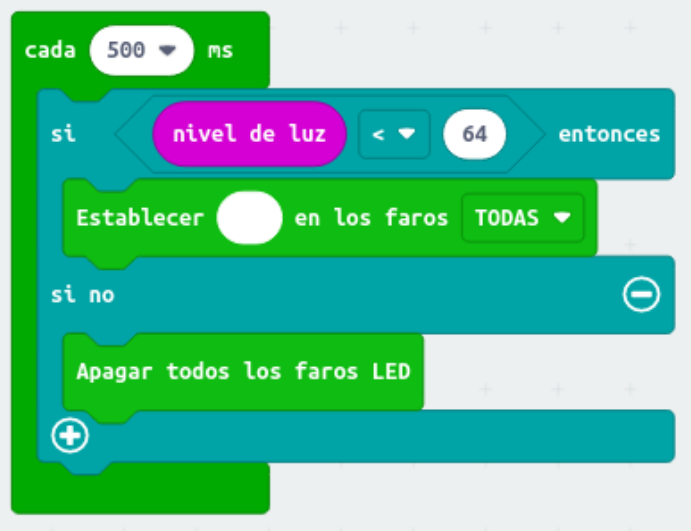 cada 500 ms
si nivel de luz < 64 entonces
Establecer en los faros TODAS
si no
Apagar todos los faros LED